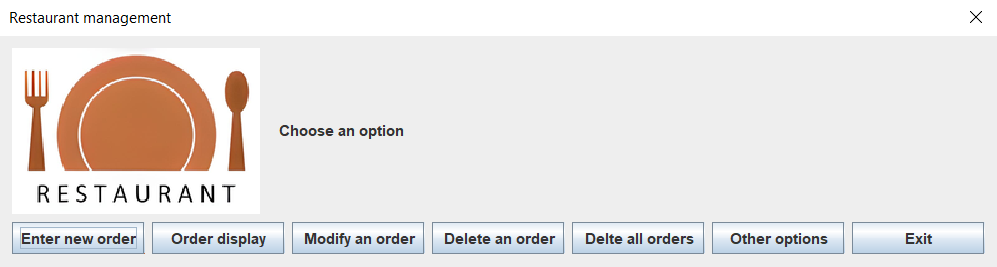 Restaurant management
Choose an option
RESTAURANT
Enter new order Order display Modify an order Delete an order Delte all orders Other options Exit